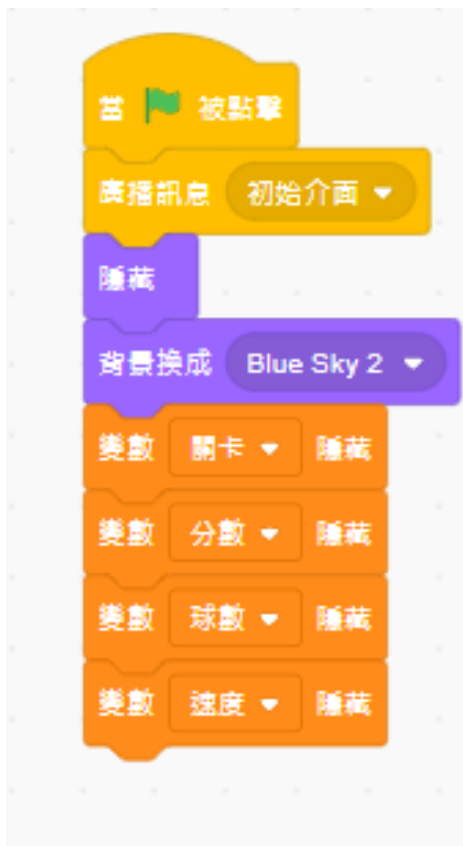 當 被點擊
廣播訊息 初始介面
隱藏
背景換成 Blue Sky 2
變數 關卡 隱藏
變數 分數 隱藏
變數 球數 隱藏
變數 速度 隱藏